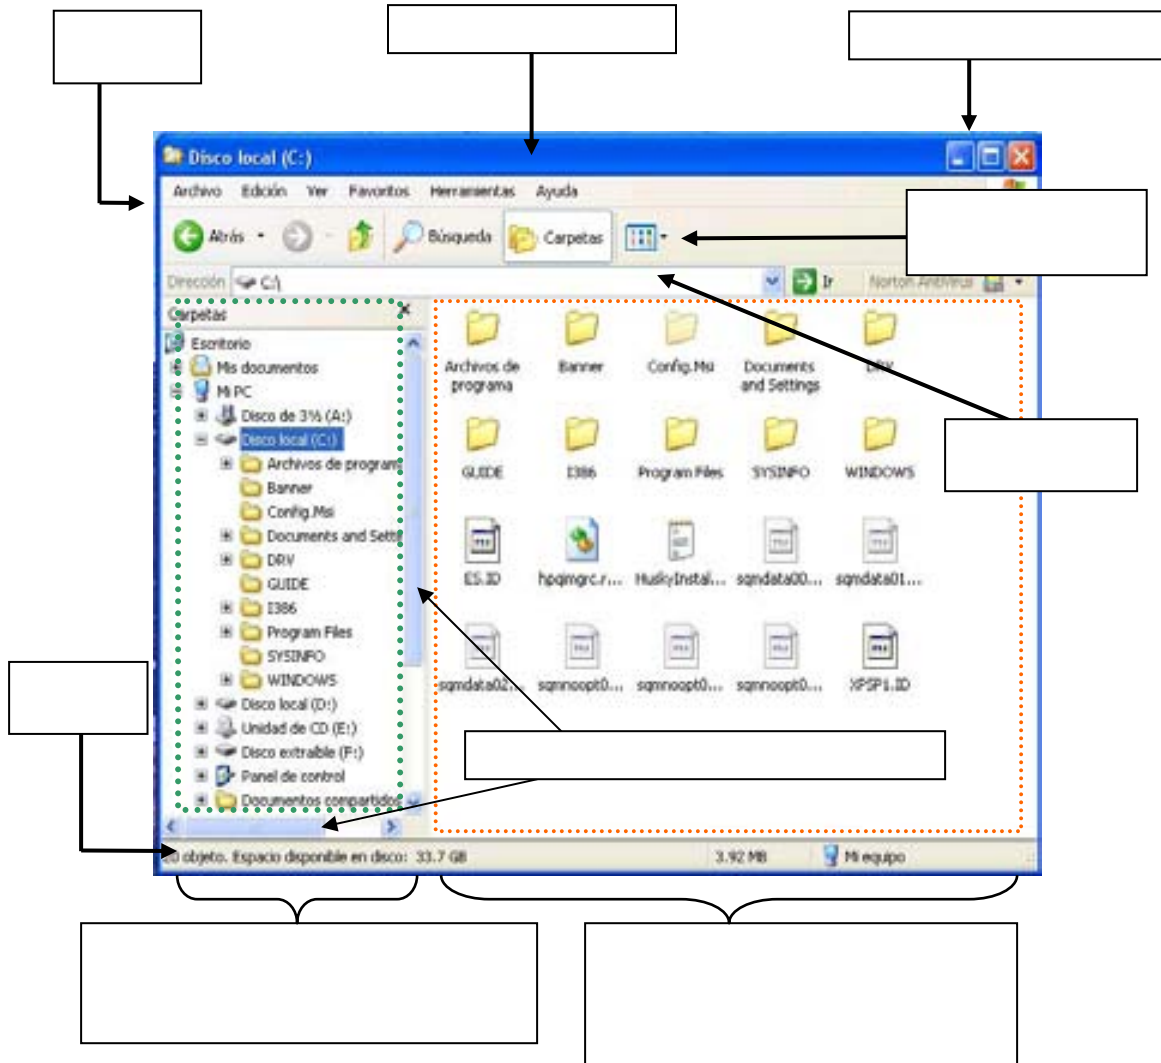 Disco local (C:)
Archivo Edición Ver Favoritos Herramientas Ayuda
Atrás Búsqueda Carpetas
Dirección C:\ Ir Norton AntiVirus
Carpetas
Escritorio
Mis documentos
Mi PC
Disco de 3½ (A:)
Disco local (C:)
Archivos de program
Banner
Config.Msi
Documents and Setti
DRV
GUIDE
I386
Program Files
SYSINFO
WINDOWS
Disco local (D:)
Unidad de CD (E:)
Disco extraíble (F:)
Panel de control
Documentos compartidos
Archivos de
programa
Banner
Config.Msi
Documents
and Settings
DRV
GUIDE
I386
Program Files
SYSINFO
WINDOWS
ES.ID
hpqimgrc.r...
HuskyInstal...
sqmdata00...
sqmdata01...
sqmdata02...
sqmnoopt0...
sqmnoopt0...
sqmnoopt0...
XPSP1.ID
20 objeto. Espacio disponible en disco: 33.7 GB 3.92 MB Mi equipo